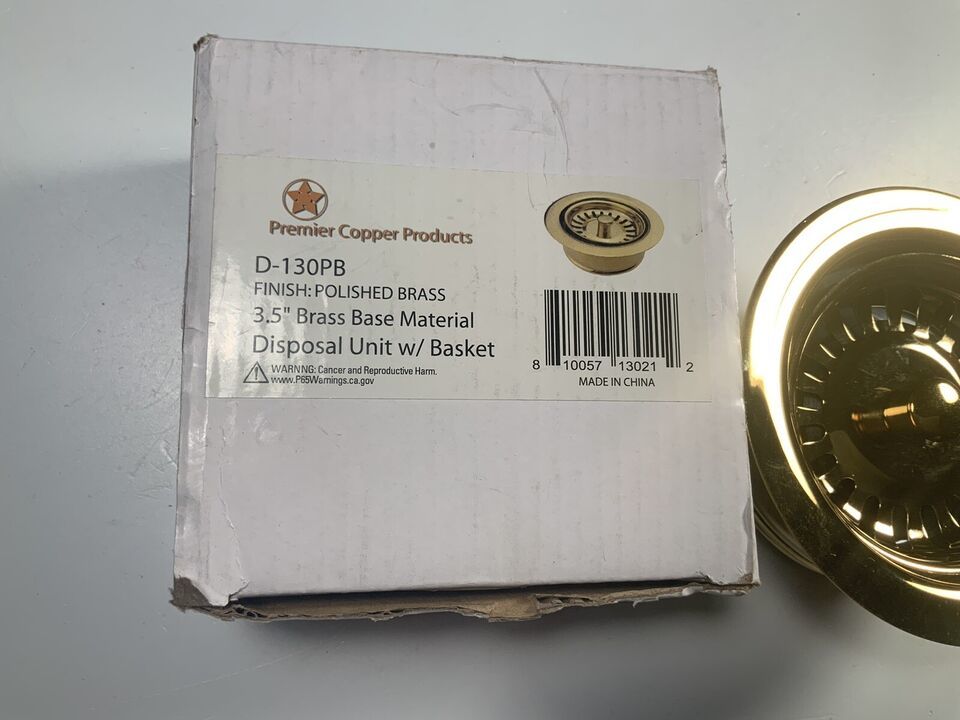 Premier Copper Products
D-130PB
FINISH: POLISHED BRASS
3.5" Brass Base Material
Disposal Unit w/ Basket
WARNNG: Cancer and Reproductive Harm.
www.P65Warnings.ca.gov
8 10057 13021 2
MADE IN CHINA